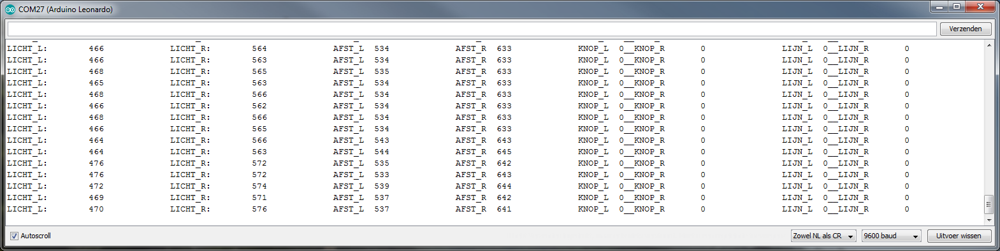 COM27 (Arduino Leonardo)
Verzenden
LICHT_L: 466 LICHT_R: 564 AFST_L 534 AFST_R 633 KNOP_L 0__KNOP_R 0 LIJN_L 0__LIJN_R 0
LICHT_L: 466 LICHT_R: 563 AFST_L 534 AFST_R 633 KNOP_L 0__KNOP_R 0 LIJN_L 0__LIJN_R 0
LICHT_L: 468 LICHT_R: 565 AFST_L 535 AFST_R 633 KNOP_L 0__KNOP_R 0 LIJN_L 0__LIJN_R 0
LICHT_L: 465 LICHT_R: 563 AFST_L 534 AFST_R 633 KNOP_L 0__KNOP_R 0 LIJN_L 0__LIJN_R 0
LICHT_L: 468 LICHT_R: 566 AFST_L 534 AFST_R 633 KNOP_L 0__KNOP_R 0 LIJN_L 0__LIJN_R 0
LICHT_L: 466 LICHT_R: 562 AFST_L 534 AFST_R 633 KNOP_L 0__KNOP_R 0 LIJN_L 0__LIJN_R 0
LICHT_L: 468 LICHT_R: 566 AFST_L 534 AFST_R 633 KNOP_L 0__KNOP_R 0 LIJN_L 0__LIJN_R 0
LICHT_L: 466 LICHT_R: 565 AFST_L 534 AFST_R 633 KNOP_L 0__KNOP_R 0 LIJN_L 0__LIJN_R 0
LICHT_L: 464 LICHT_R: 566 AFST_L 543 AFST_R 643 KNOP_L 0__KNOP_R 0 LIJN_L 0__LIJN_R 0
LICHT_L: 464 LICHT_R: 563 AFST_L 544 AFST_R 645 KNOP_L 0__KNOP_R 0 LIJN_L 0__LIJN_R 0
LICHT_L: 476 LICHT_R: 572 AFST_L 535 AFST_R 642 KNOP_L 0__KNOP_R 0 LIJN_L 0__LIJN_R 0
LICHT_L: 476 LICHT_R: 572 AFST_L 533 AFST_R 643 KNOP_L 0__KNOP_R 0 LIJN_L 0__LIJN_R 0
LICHT_L: 472 LICHT_R: 574 AFST_L 539 AFST_R 644 KNOP_L 0__KNOP_R 0 LIJN_L 0__LIJN_R 0
LICHT_L: 469 LICHT_R: 571 AFST_L 537 AFST_R 642 KNOP_L 0__KNOP_R 0 LIJN_L 0__LIJN_R 0
LICHT_L: 470 LICHT_R: 576 AFST_L 537 AFST_R 641 KNOP_L 0__KNOP_R 0 LIJN_L 0__LIJN_R 0
Autoscroll Zowel NL als CR 9600 baud Uitvoer wissen